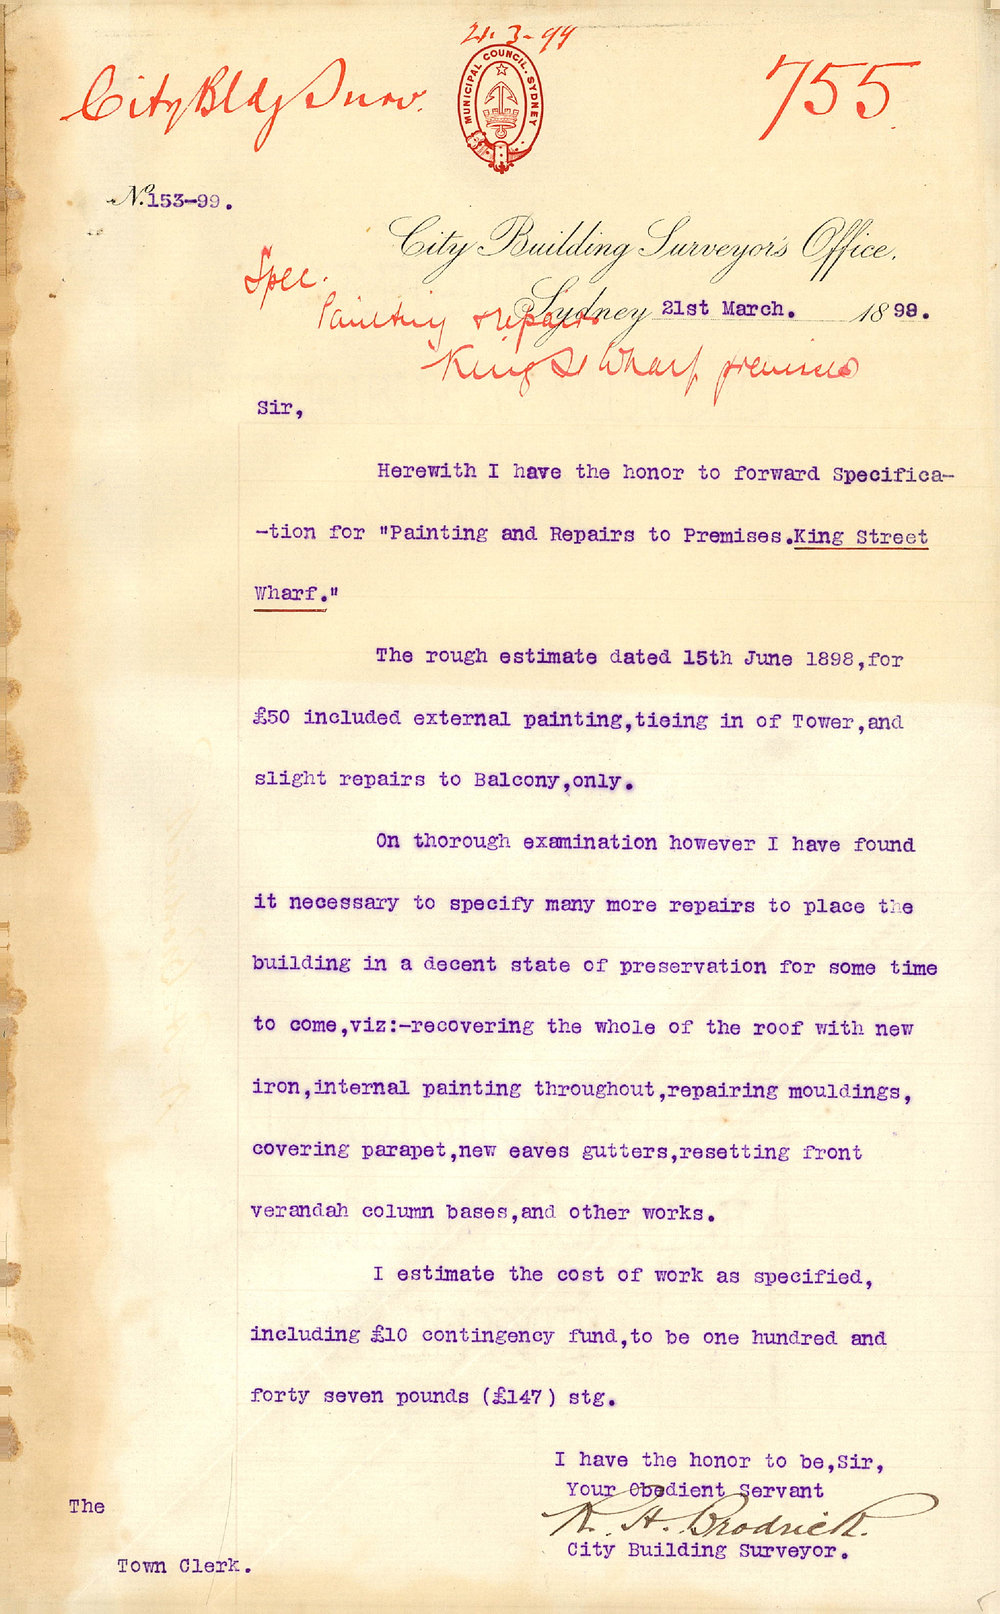 21.3-99
City Bldg Surv.
MUNICIPAL COUNCIL. SYDNEY
755
No. 153-99.
City Building Surveyor's Office.
Spec.
Sydney 21st March. 1899.
Painting & repairs
King St Wharf premises
Sir,
Herewith I have the honor to forward Specifica-
-tion for "Painting and Repairs to Premises.King Street
Wharf."
The rough estimate dated 15th June 1898,for
£50 included external painting,tieing in of Tower,and
slight repairs to Balcony,only.
On thorough examination however I have found
it necessary to specify many more repairs to place the
building in a decent state of preservation for some time
to come,viz:-recovering the whole of the roof with new
iron,internal painting throughout,repairing mouldings,
covering parapet,new eaves gutters,resetting front
verandah column bases,and other works.
I estimate the cost of work as specified,
including £10 contingency fund,to be one hundred and
forty seven pounds (£147) stg.
I have the honor to be,Sir,
Your Obedient Servant
R. H. Brodrick.
City Building Surveyor.
The
Town Clerk.